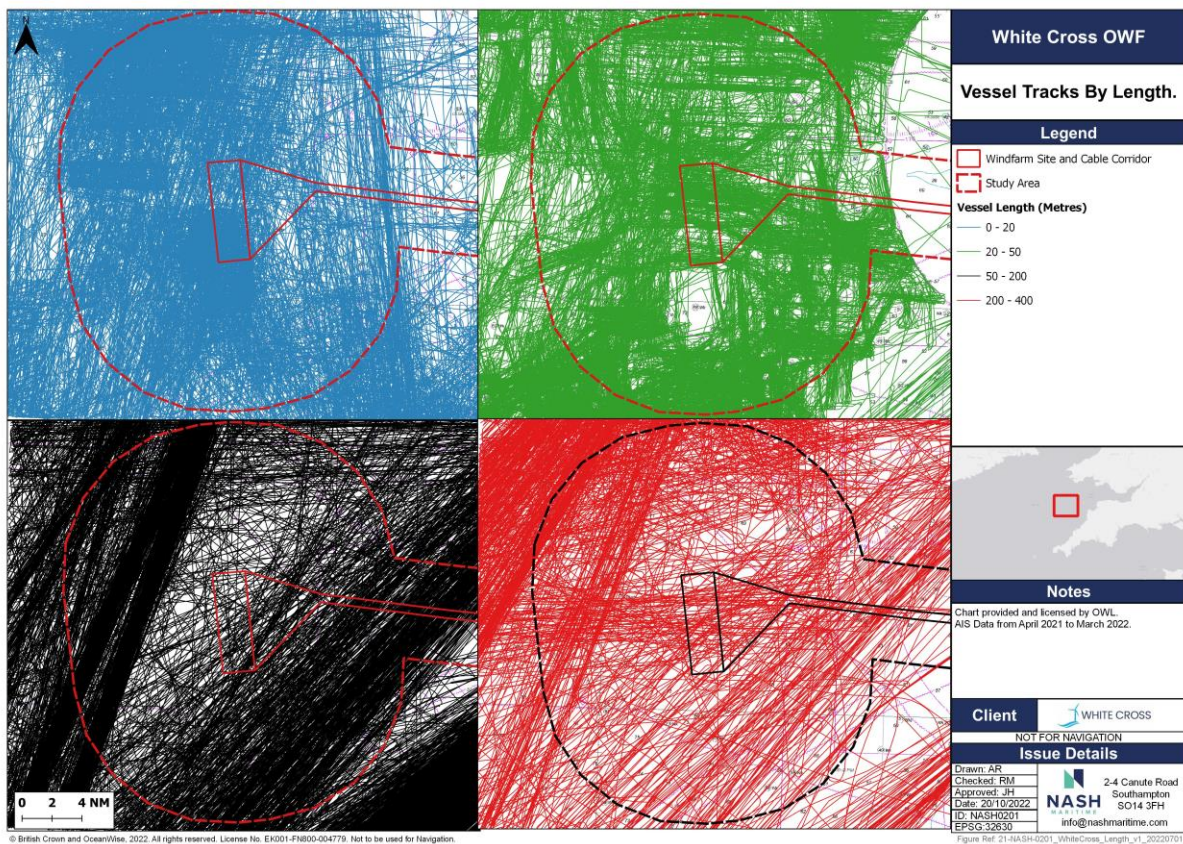 White Cross OWF
Vessel Tracks By Length.
Legend
Windfarm Site and Cable Corridor
Study Area
Vessel Length (Metres)
0 - 20
20 - 50
50 - 200
200 - 400
Notes
Chart provided and licensed by OWL.
AIS Data from April 2021 to March 2022.
Client
WHITE CROSS
NOT FOR NAVIGATION
Issue Details
Drawn: AR
Checked: RM
Approved: JH
Date: 20/10/2022
ID: NASH0201
EPSG:32630
NASH
MARITIME
2-4 Canute Road
Southampton
SO14 3FH
info@nashmaritime.com
N
0 2 4 NM
© British Crown and OceanWise, 2022. All rights reserved. License No. EK001-FN800-004779. Not to be used for Navigation.
Figure Ref: 21-NASH-0201_WhiteCross_Length_v1_20220701